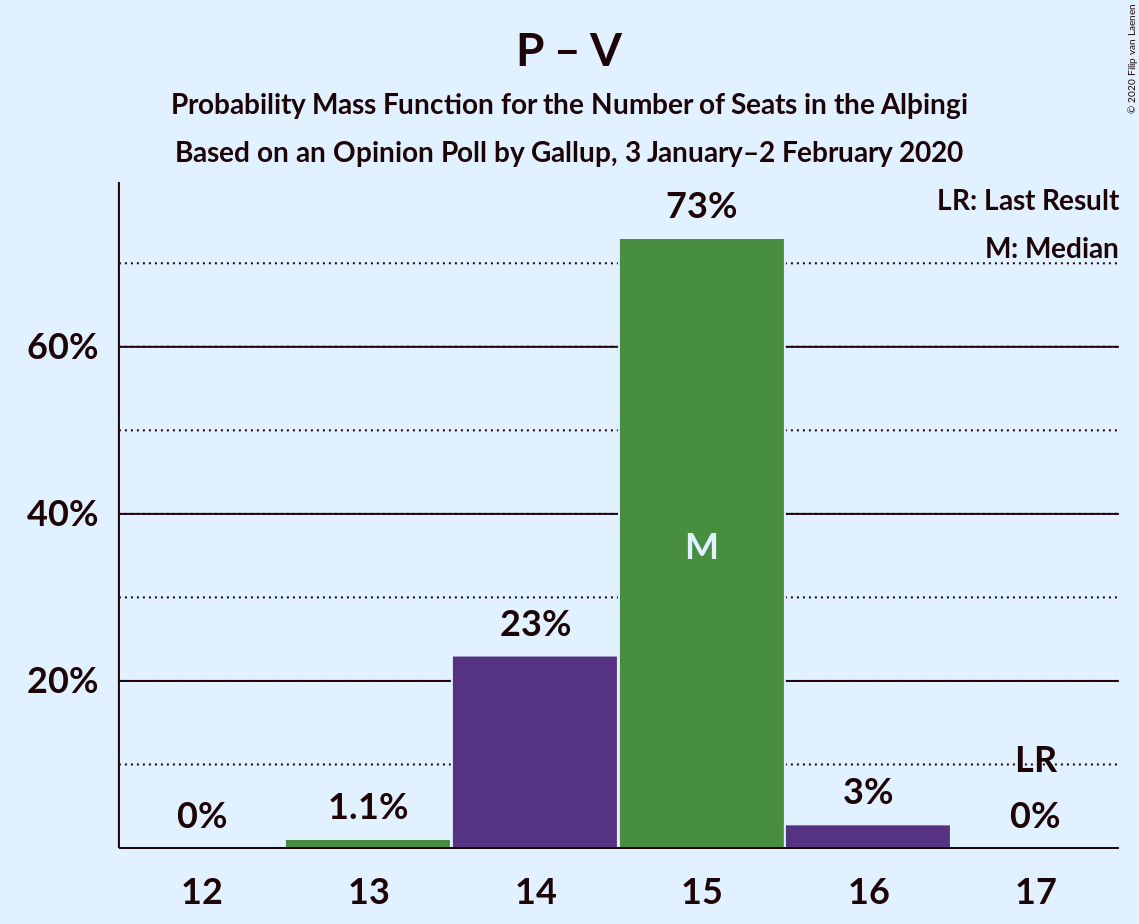 P – V
Probability Mass Function for the Number of Seats in the Alþingi
Based on an Opinion Poll by Gallup, 3 January–2 February 2020
© 2020 Filip van Laenen
LR: Last Result
M: Median
73%
60%
M
40%
23%
20%
LR
0%
1.1%
3%
0%
12
13
14
15
16
17